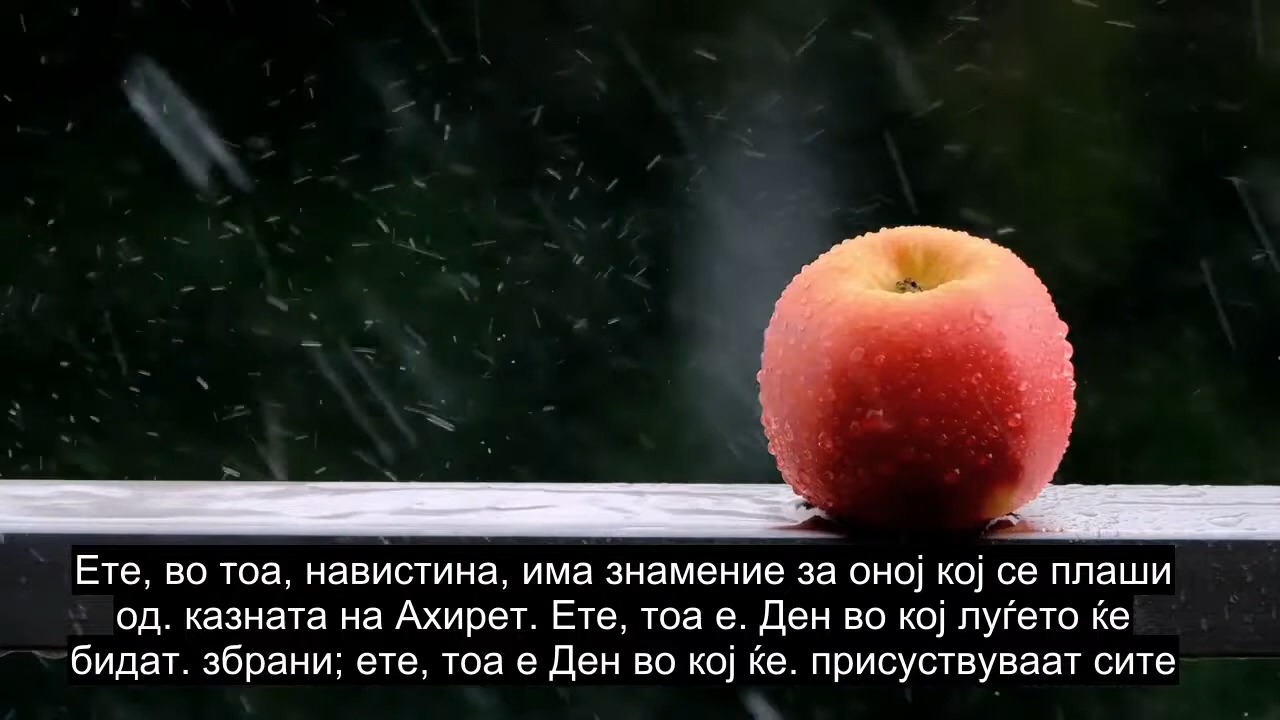 Ете, во тоа, навистина, има знамение за оној кој се плаши
од. казната на Ахирет. Ете, тоа е. Ден во кој луѓето ќе
бидат. збрани; ете, тоа е Ден во кој ќе. присуствуваат сите